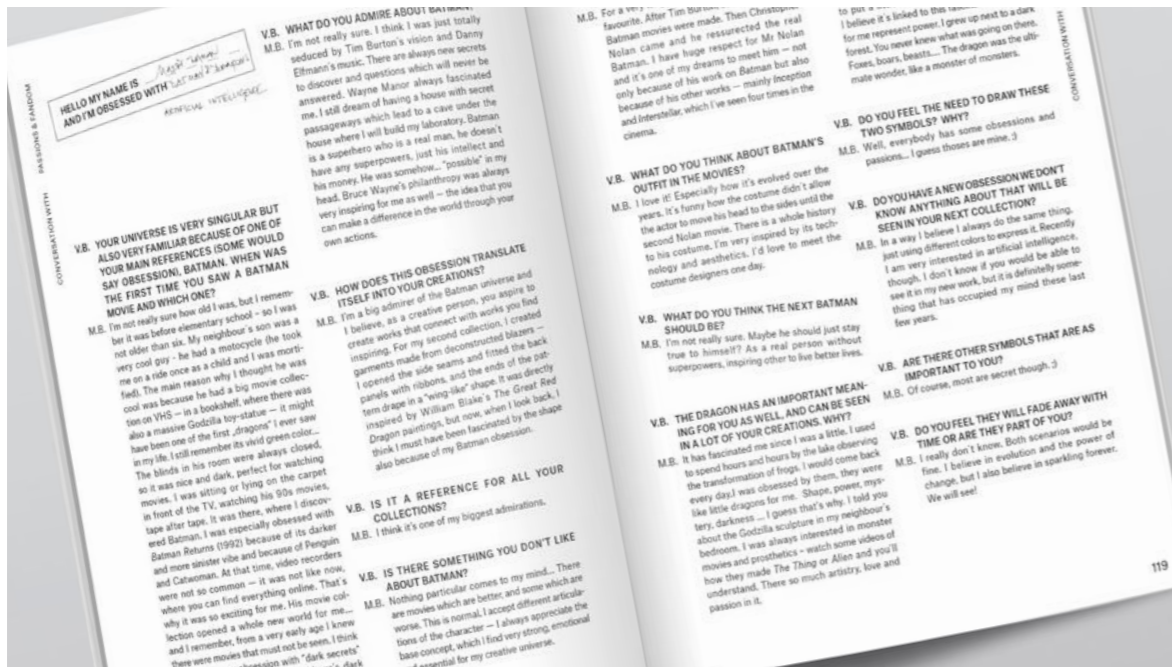 PASSIONS & FANDOM
CONVERSATION WITH
HELLO MY NAME IS
AND I'M OBSESSED WITH
ARTIFICIAL INTELLIGENCE
V.B. YOUR UNIVERSE IS VERY SINGULAR BUT
ALSO VERY FAMILIAR BECAUSE OF ONE OF
YOUR MAIN REFERENCES (SOME WOULD
SAY OBSESSION), BATMAN. WHEN WAS
THE FIRST TIME YOU SAW A BATMAN
MOVIE AND WHICH ONE?
M.B. I'm not really sure how old I was, but I remem-
ber it was before elementary school – so I was
not older than six. My neighbour's son was a
very cool guy - he had a motocycle (he took
me on a ride once as a child and I was morti-
fied). The main reason why I thought he was
cool was because he had a big movie collec-
tion on VHS — in a bookshelf, where there was
also a massive Godzilla toy-statue — it might
have been one of the first „dragons" I ever saw
in my life. I still remember its vivid green color...
The blinds in his room were always closed,
so it was nice and dark, perfect for watching
movies. I was sitting or lying on the carpet
in front of the TV, watching his 90s movies,
tape after tape. It was there, where I discov-
ered Batman. I was especially obsessed with
Batman Returns (1992) because of its darker
and more sinister vibe and because of Penguin
and Catwoman. At that time, video recorders
were not so common — it was not like now,
where you can find everything online. That's
why it was so exciting for me. His movie col-
lection opened a whole new world for me...
and I remember, from a very early age I knew
there were movies that must not be seen. I think
obsession with "dark secrets"
dark
V.B. WHAT DO YOU ADMIRE ABOUT BATMAN?
M.B. I'm not really sure. I think I was just totally
seduced by Tim Burton's vision and Danny
Elfmann's music. There are always new secrets
to discover and questions which will never be
answered. Wayne Manor always fascinated
me. I still dream of having a house with secret
passageways which lead to a cave under the
house where I will build my laboratory. Batman
is a superhero who is a real man, he doesn't
have any superpowers, just his intellect and
his money. He was somehow... "possible" in my
head. Bruce Wayne's philanthropy was always
very inspiring for me as well — the idea that you
can make a difference in the world through your
own actions.
V.B. HOW DOES THIS OBSESSION TRANSLATE
ITSELF INTO YOUR CREATIONS?
M.B. I'm a big admirer of the Batman universe and
I believe, as a creative person, you aspire to
create works that connect with works you find
inspiring. For my second collection, I created
garments made from deconstructed blazers —
I opened the side seams and fitted the back
panels with ribbons, and the ends of the pat-
tern drape in a "wing-like" shape. It was directly
inspired by William Blake's The Great Red
Dragon paintings, but now, when I look back, I
think I must have been fascinated by the shape
also because of my Batman obsession.
V.B. IS IT A REFERENCE FOR ALL YOUR
COLLECTIONS?
M.B. I think it's one of my biggest admirations.
V.B. IS THERE SOMETHING YOU DON'T LIKE
ABOUT BATMAN?
M.B. Nothing particular comes to my mind... There
are movies which are better, and some which are
worse. This is normal. I accept different articula-
tions of the character — I always appreciate the
base concept, which I find very strong, emotional
and essential for my creative universe.
M.B. For a very
favourite. After Tim Burton
Batman movies were made. Then Christopher
Nolan came and he ressurected the real
Batman. I have huge respect for Mr Nolan
and it's one of my dreams to meet him — not
only because of his work on Batman but also
because of his other works — mainly Inception
and Interstellar, which I've seen four times in the
cinema.
V.B. WHAT DO YOU THINK ABOUT BATMAN'S
OUTFIT IN THE MOVIES?
M.B. I love it! Especially how it's evolved over the
years. It's funny how the costume didn't allow
the actor to move his head to the sides until the
second Nolan movie. There is a whole history
to his costume. I'm very inspired by its tech-
nology and aesthetics. I'd love to meet the
costume designers one day.
V.B. WHAT DO YOU THINK THE NEXT BATMAN
SHOULD BE?
M.B. I'm not really sure. Maybe he should just stay
true to himself? As a real person without
superpowers, inspiring other to live better lives.
V.B. THE DRAGON HAS AN IMPORTANT MEAN-
ING FOR YOU AS WELL, AND CAN BE SEEN
IN A LOT OF YOUR CREATIONS. WHY?
M.B. It has fascinated me since I was a little. I used
to spend hours and hours by the lake observing
the transformation of frogs. I would come back
every day.I was obsessed by them, they were
like little dragons for me. Shape, power, mys-
tery, darkness ... I guess that's why. I told you
about the Godzilla sculpture in my neighbour's
bedroom. I was always interested in monster
movies and prosthetics – watch some videos of
how they made The Thing or Alien and you'll
understand. There so much artistry, love and
passion in it.
to put a
I believe it's linked to this
for me represent power. I grew up next to a dark
forest. You never knew what was going on there.
Foxes, boars, beasts.... The dragon was the ulti-
mate wonder, like a monster of monsters.
V.B. DO YOU FEEL THE NEED TO DRAW THESE
TWO SYMBOLS? WHY?
M.B. Well, everybody has some obsessions and
passions... I guess thoses are mine. :)
V.B. DO YOU HAVE A NEW OBSESSION WE DON'T
KNOW ANYTHING ABOUT THAT WILL BE
SEEN IN YOUR NEXT COLLECTION?
M.B. In a way I believe I always do the same thing,
just using different colors to express it. Recently
I am very interested in artificial intelligence,
though. I don't know if you would be able to
see it in my new work, but it is definitelly some-
thing that has occupied my mind these last
few years.
V.B. ARE THERE OTHER SYMBOLS THAT ARE AS
IMPORTANT TO YOU?
M.B. Of course, most are secret though. :)
V.B. DO YOU FEEL THEY WILL FADE AWAY WITH
TIME OR ARE THEY PART OF YOU?
M.B. I really don't know. Both scenarios would be
fine. I believe in evolution and the power of
change, but I also believe in sparkling forever.
We will see!
CONVERSATION WITH
119